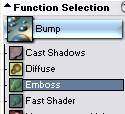 Function Selection
Bump
Cast Shadows
Diffuse
Emboss
Fast Shader